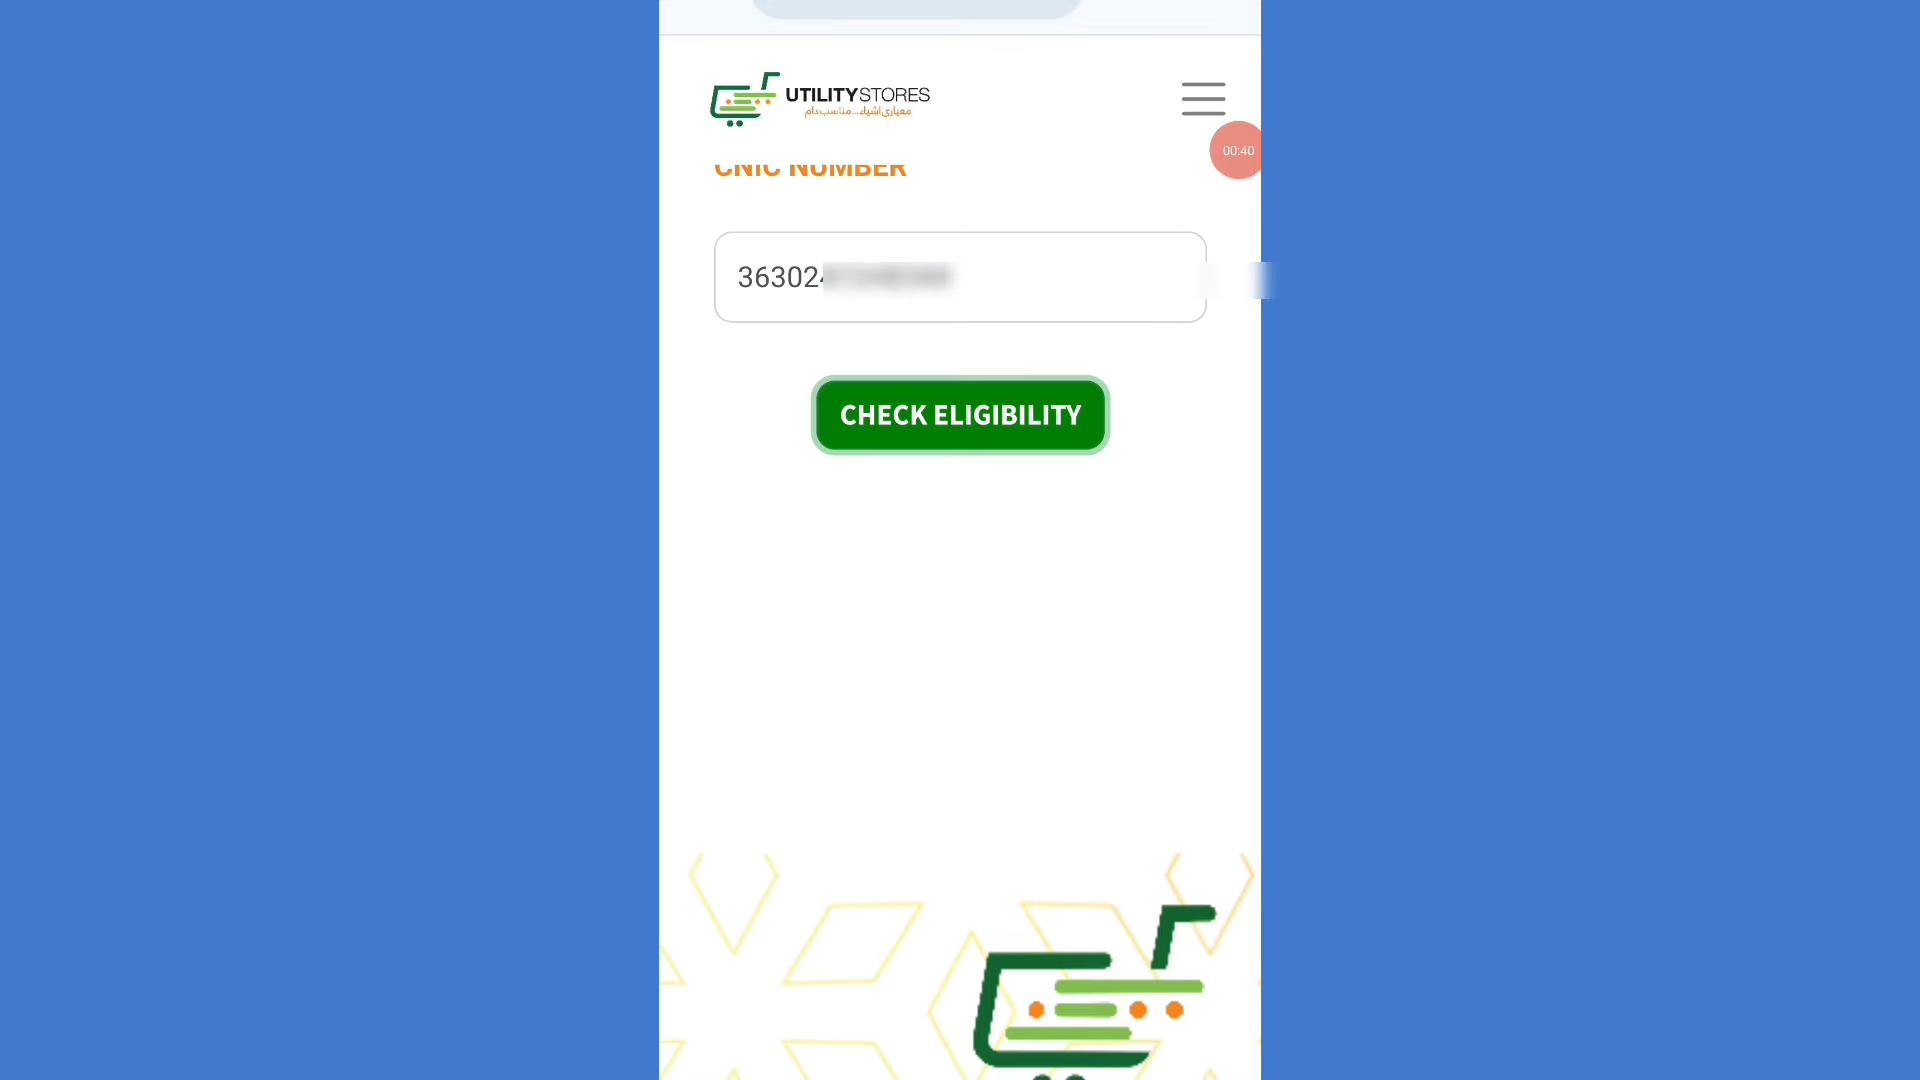 UTILITYSTORES
معیاری اشیاء...مناسب دام
00:40
CNIC NUMBER
36302
CHECK ELIGIBILITY